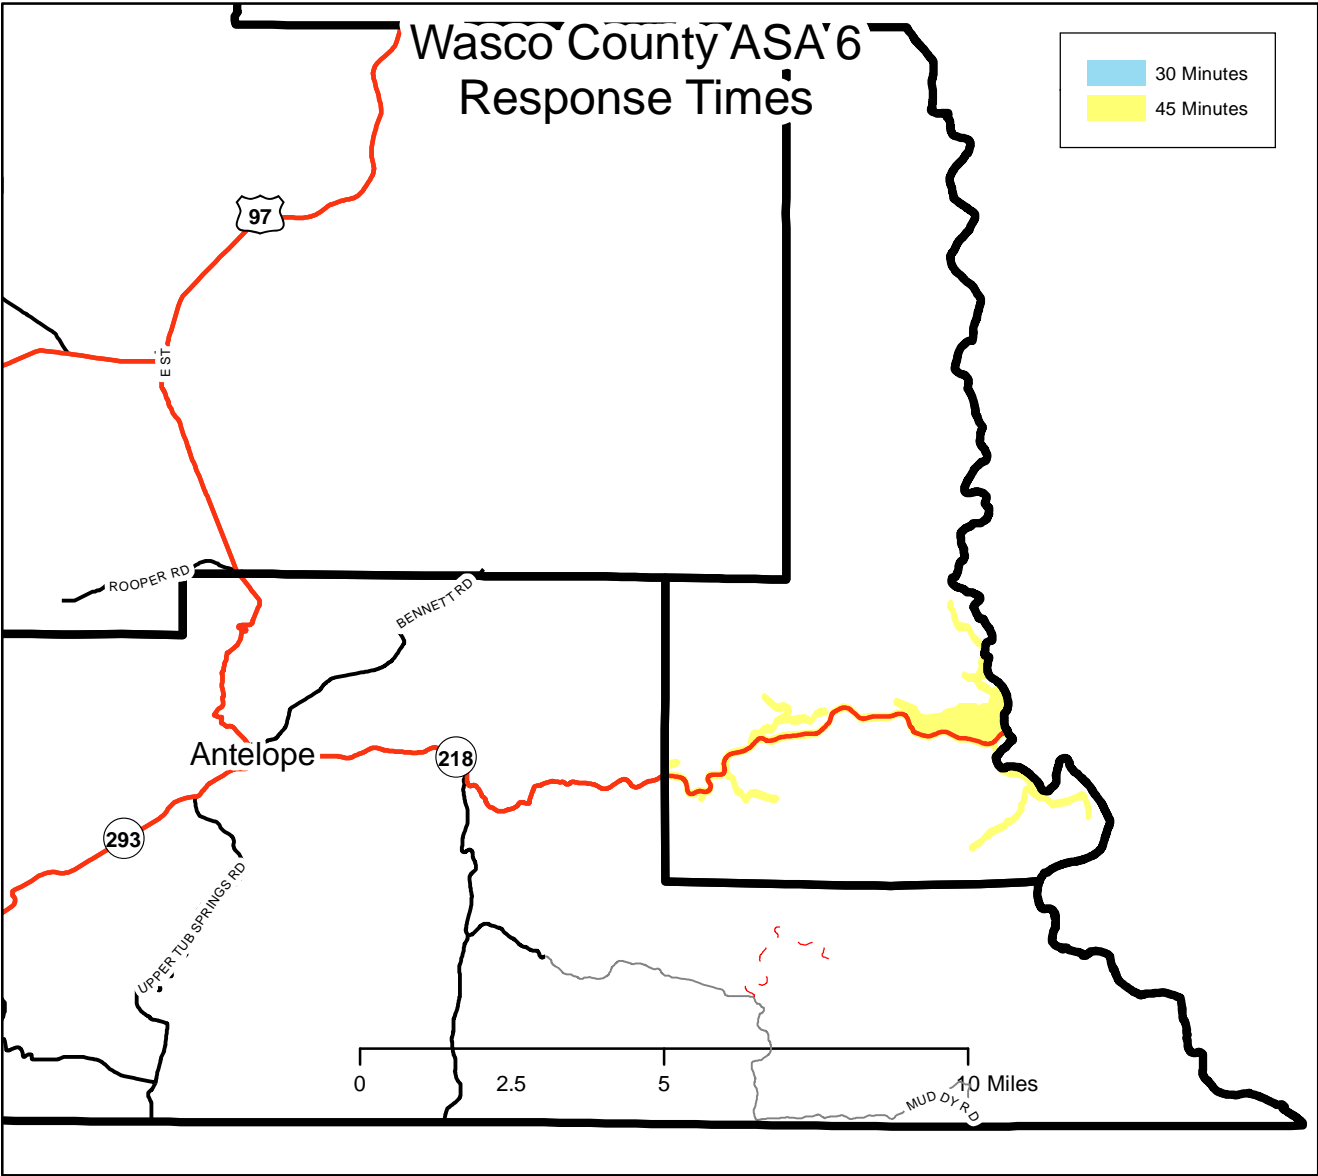 Wasco County ASA 6
Response Times
30 Minutes
45 Minutes
97
E ST
ROOPER RD
BENNETT RD
Antelope
218
293
UPPER TUB SPRINGS RD
0 2.5 5 10 Miles
MUD DY R D